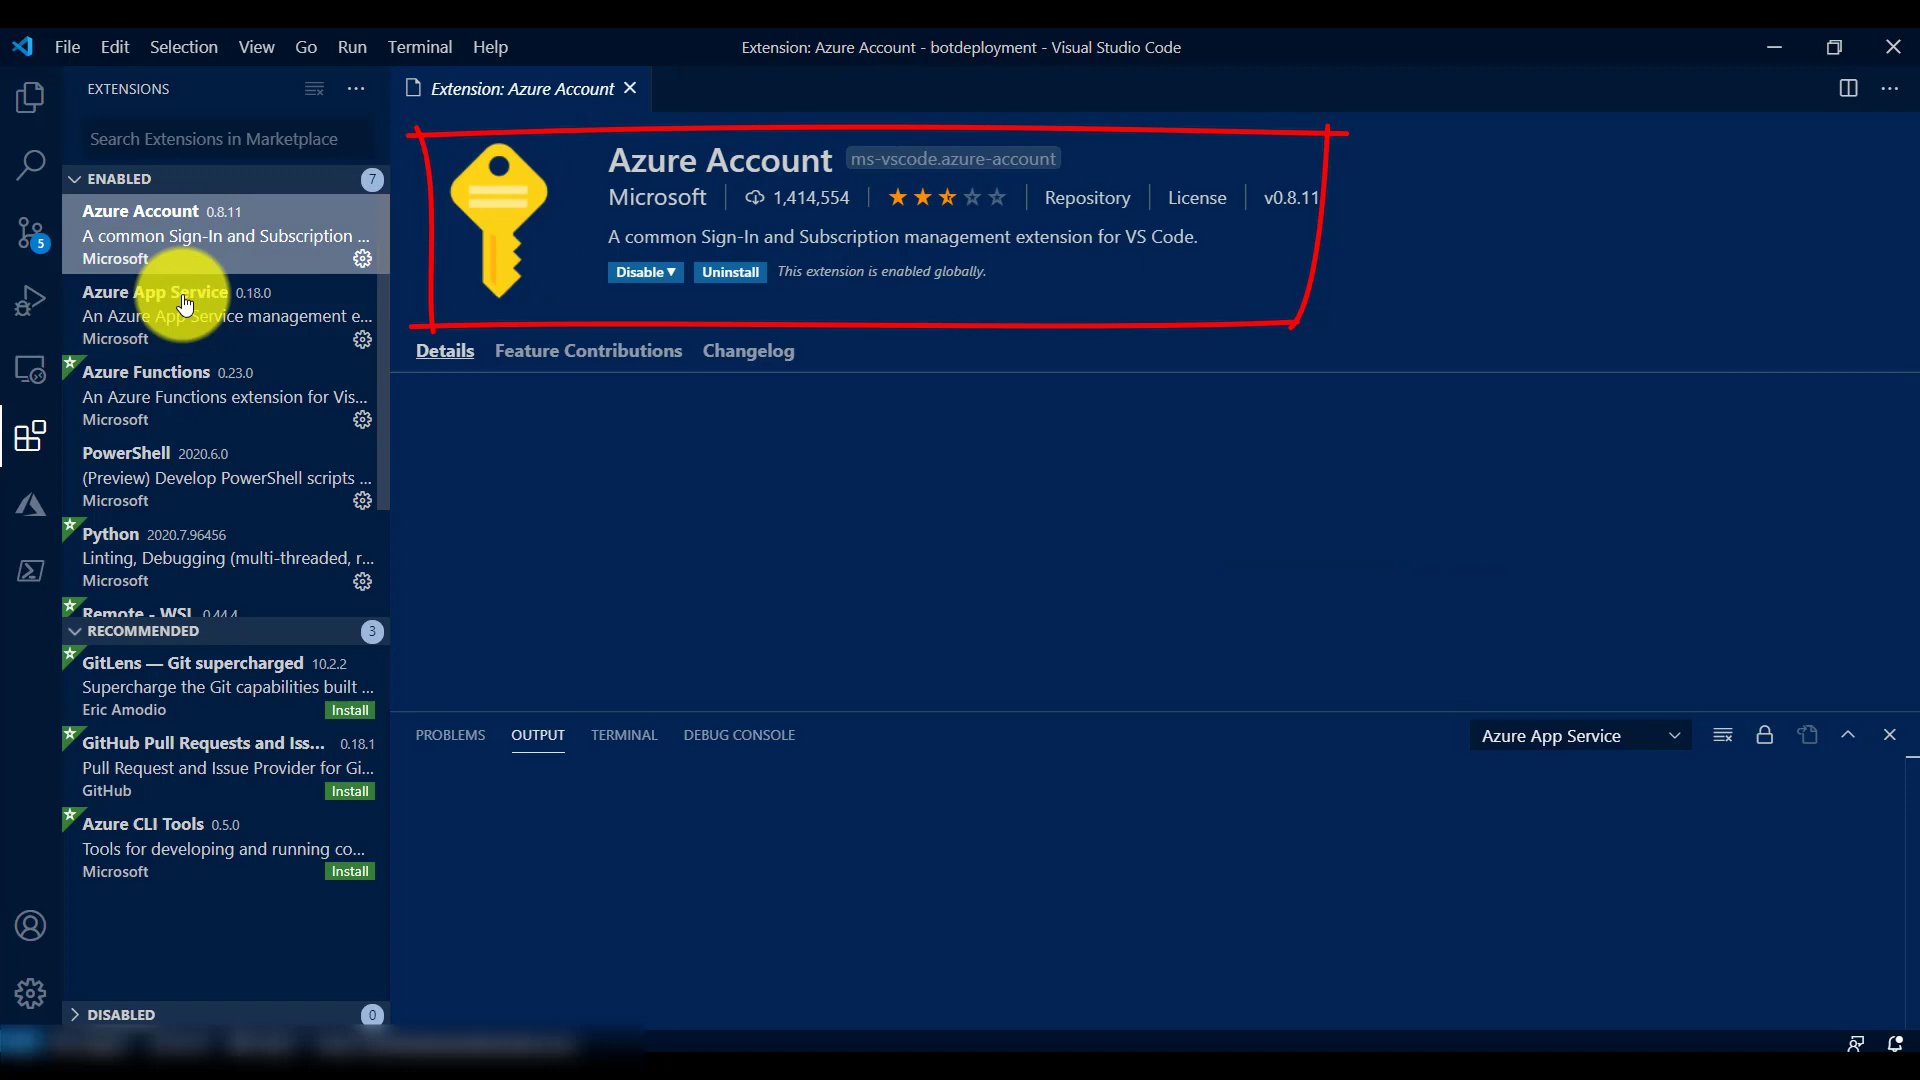 File Edit Selection View Go Run Terminal Help
Extension: Azure Account - botdeployment - Visual Studio Code
EXTENSIONS
Search Extensions in Marketplace
ENABLED 7
Azure Account 0.8.11
A common Sign-In and Subscription ...
Microsoft
Azure App Service 0.18.0
An Azure App Service management e...
Microsoft
Azure Functions 0.23.0
An Azure Functions extension for Vis...
Microsoft
PowerShell 2020.6.0
(Preview) Develop PowerShell scripts ...
Microsoft
Python 2020.7.96456
Linting, Debugging (multi-threaded, r...
Microsoft
Remote - WSL 0.44.4
RECOMMENDED 3
GitLens — Git supercharged 10.2.2
Supercharge the Git capabilities built ...
Eric Amodio Install
GitHub Pull Requests and Iss... 0.18.1
Pull Request and Issue Provider for Gi...
GitHub Install
Azure CLI Tools 0.5.0
Tools for developing and running co...
Microsoft Install
DISABLED 0
5
Extension: Azure Account
Azure Account ms-vscode.azure-account
Microsoft 1,414,554 Repository License v0.8.11
A common Sign-In and Subscription management extension for VS Code.
Disable Uninstall This extension is enabled globally.
Details Feature Contributions Changelog
PROBLEMS OUTPUT TERMINAL DEBUG CONSOLE
Azure App Service